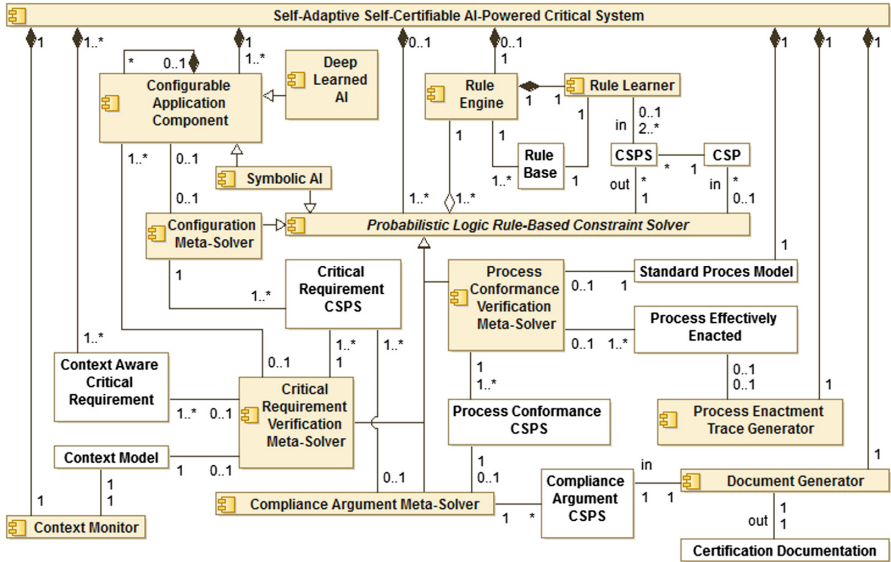 Self-Adaptive Self-Certifiable AI-Powered Critical System
1
1..*
*
0..1
1
1..*
0..1
0..1
1
1
1
1
Configurable
Application
Component
Deep
Learned
AI
Rule
Engine
1
1
Rule Learner
1
1
1
in
0..1
2..*
Rule
Base
1..*
1
CSPS
*
1
CSP
out
*
1
in
*
0..1
1..*
0..1
Symbolic AI
0..1
1..*
1..*
Configuration
Meta-Solver
Probabilistic Logic Rule-Based Constraint Solver
1
1..*
Critical
Requirement
CSPS
Process
Conformance
Verification
Meta-Solver
0..1
1
1
Standard Proces Model
Process Effectively
Enacted
0..1
1..*
1..*
1..*
1
1..*
0..1
Context Aware
Critical
Requirement
1..*
0..1
Critical
Requirement
Verification
Meta-Solver
1
1..*
0..1
0..1
1
Process Conformance
CSPS
Process Enactment
Trace Generator
Context Model
1
0..1
1
1
1
0..1
1
0..1
Compliance
Argument
CSPS
in
1
1
1
Document Generator
Context Monitor
Compliance Argument Meta-Solver
1
*
out
1
1
Certification Documentation